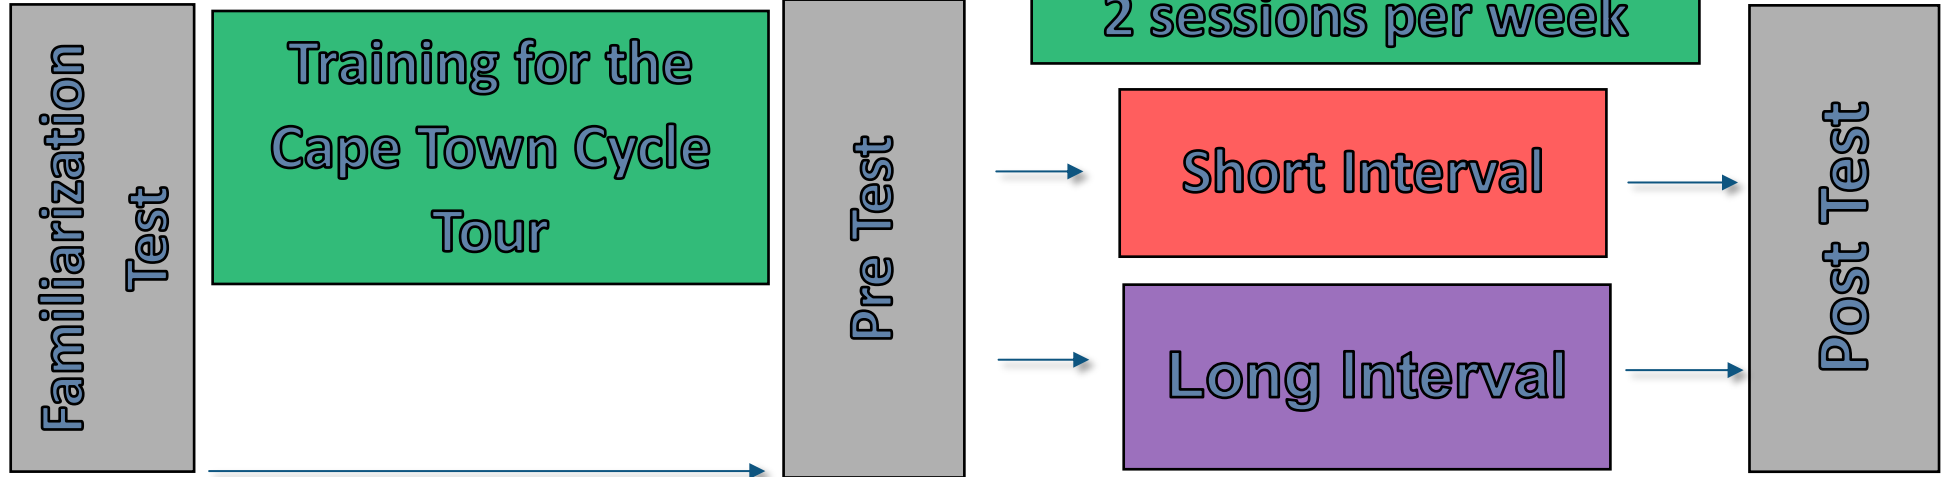 Familiarization
Test
Training for the
Cape Town Cycle
Tour
Pre Test
2 sessions per week
Short Interval
Long Interval
Post Test